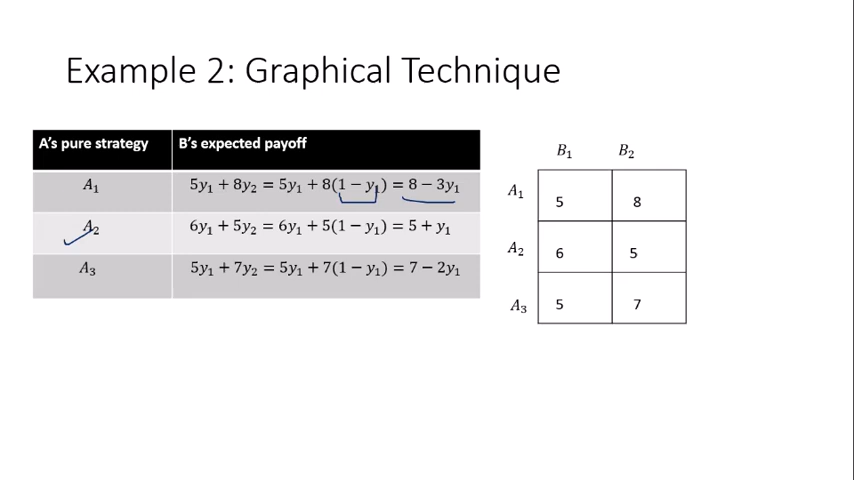 Example 2: Graphical Technique
A's pure strategy B's expected payoff
A₁ 5y₁ + 8y₂ = 5y₁ + 8(1 − y₁) = 8 − 3y₁
A₂ 6y₁ + 5y₂ = 6y₁ + 5(1 − y₁) = 5 + y₁
A₃ 5y₁ + 7y₂ = 5y₁ + 7(1 − y₁) = 7 − 2y₁
B₁ B₂
A₁ 5 8
A₂ 6 5
A₃ 5 7